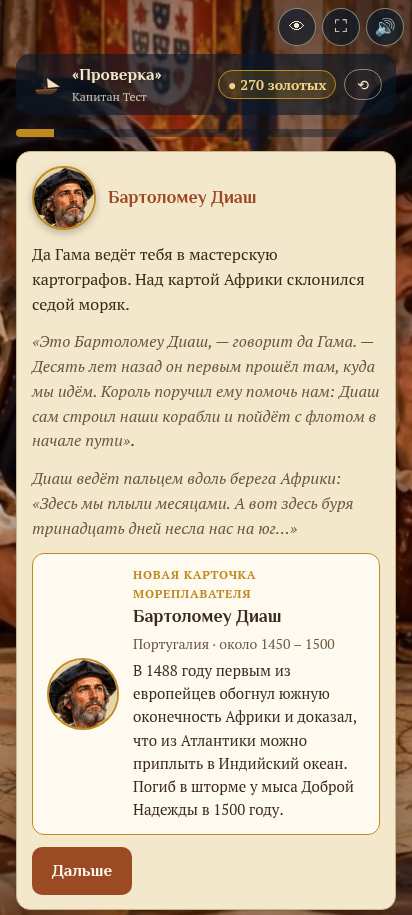 «Проверка»
Капитан Тест
● 270 золотых
Бартоломеу Диаш
Да Гама ведёт тебя в мастерскую
картографов. Над картой Африки склонился
седой моряк.
«Это Бартоломеу Диаш, — говорит да Гама. —
Десять лет назад он первым прошёл там, куда
мы идём. Король поручил ему помочь нам: Диаш
сам строил наши корабли и пойдёт с флотом в
начале пути».
Диаш ведёт пальцем вдоль берега Африки:
«Здесь мы плыли месяцами. А вот здесь буря
тринадцать дней несла нас на юг…»
НОВАЯ КАРТОЧКА
МОРЕПЛАВАТЕЛЯ
Бартоломеу Диаш
Португалия · около 1450 – 1500
В 1488 году первым из
европейцев обогнул южную
оконечность Африки и доказал,
что из Атлантики можно
приплыть в Индийский океан.
Погиб в шторме у мыса Доброй
Надежды в 1500 году.
Дальше